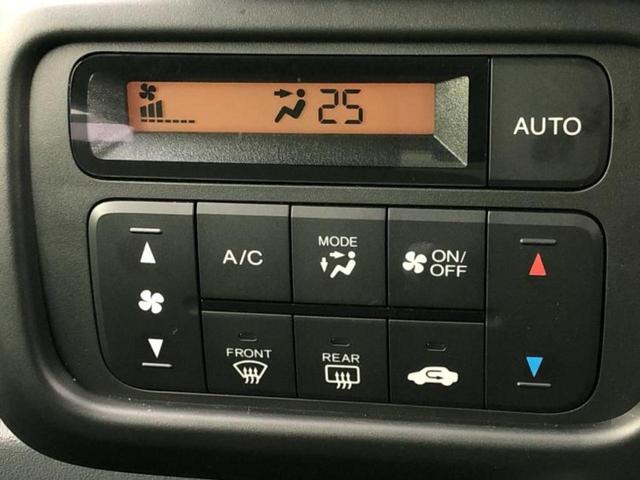 25
AUTO
A/C
MODE
ON/
OFF
FRONT
REAR